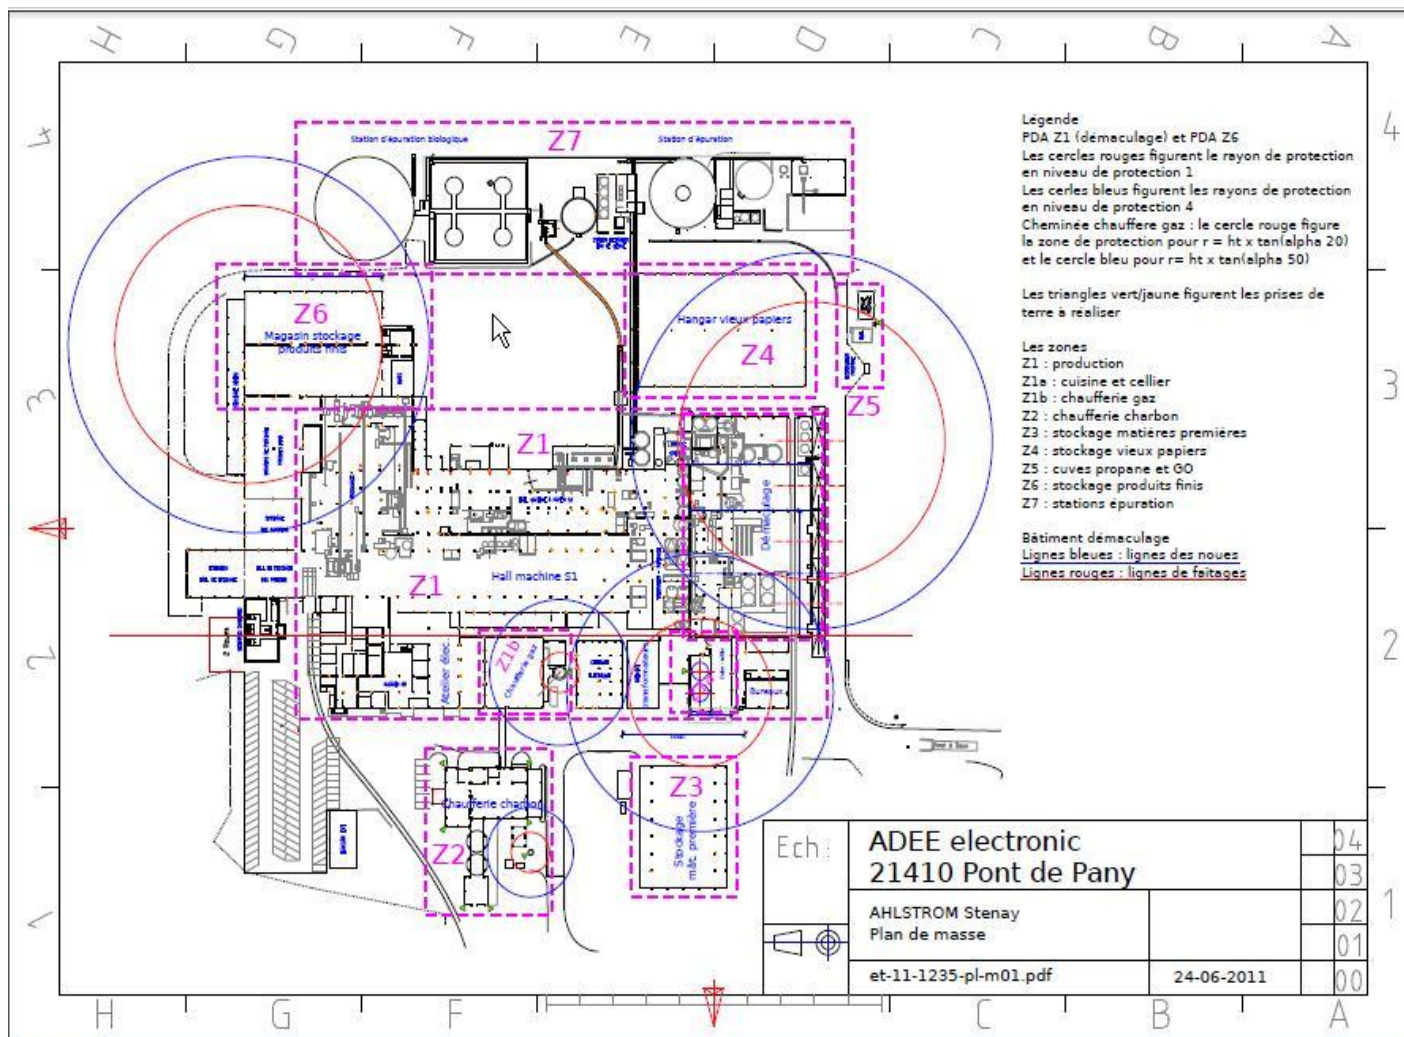 H G F E D C B A
4
4
Station d'épuration biologique
Z7
Station d'épuration
Légende
PDA Z1 (démaculage) et PDA Z6
Les cercles rouges figurent le rayon de protection
en niveau de protection 1
Les cerles bleus figurent les rayons de protection
en niveau de protection 4
Cheminée chauffere gaz : le cercle rouge figure
la zone de protection pour r = ht x tan(alpha 20)
et le cercle bleu pour r= ht x tan(alpha 50)
Les triangles vert/jaune figurent les prises de
terre à réaliser
Les zones
Z1 : production
Z1a : cuisine et cellier
Z1b : chaufferie gaz
Z2 : chaufferie charbon
Z3 : stockage matières premières
Z4 : stockage vieux papiers
Z5 : cuves propane et GO
Z6 : stockage produits finis
Z7 : stations épuration
Bâtiment démaculage
Lignes bleues : lignes des noues
Lignes rouges : lignes de faîtages
Z6
Magasin stockage
produits finis
Hangar vieux papiers
Z4
Z5
3
3
Z1
Démaculage
Hall machine S1
Z1
2
2
Atelier élec.
Z1b
Chaufferie gaz
Bureaux
Chaufferie charbon
Z2
Z3
Stockage
mât. première
1
1
Ech :
ADEE electronic
21410 Pont de Pany
AHLSTROM Stenay
Plan de masse
et-11-1235-pl-m01.pdf
24-06-2011
04
03
02
01
00
H G F C B A